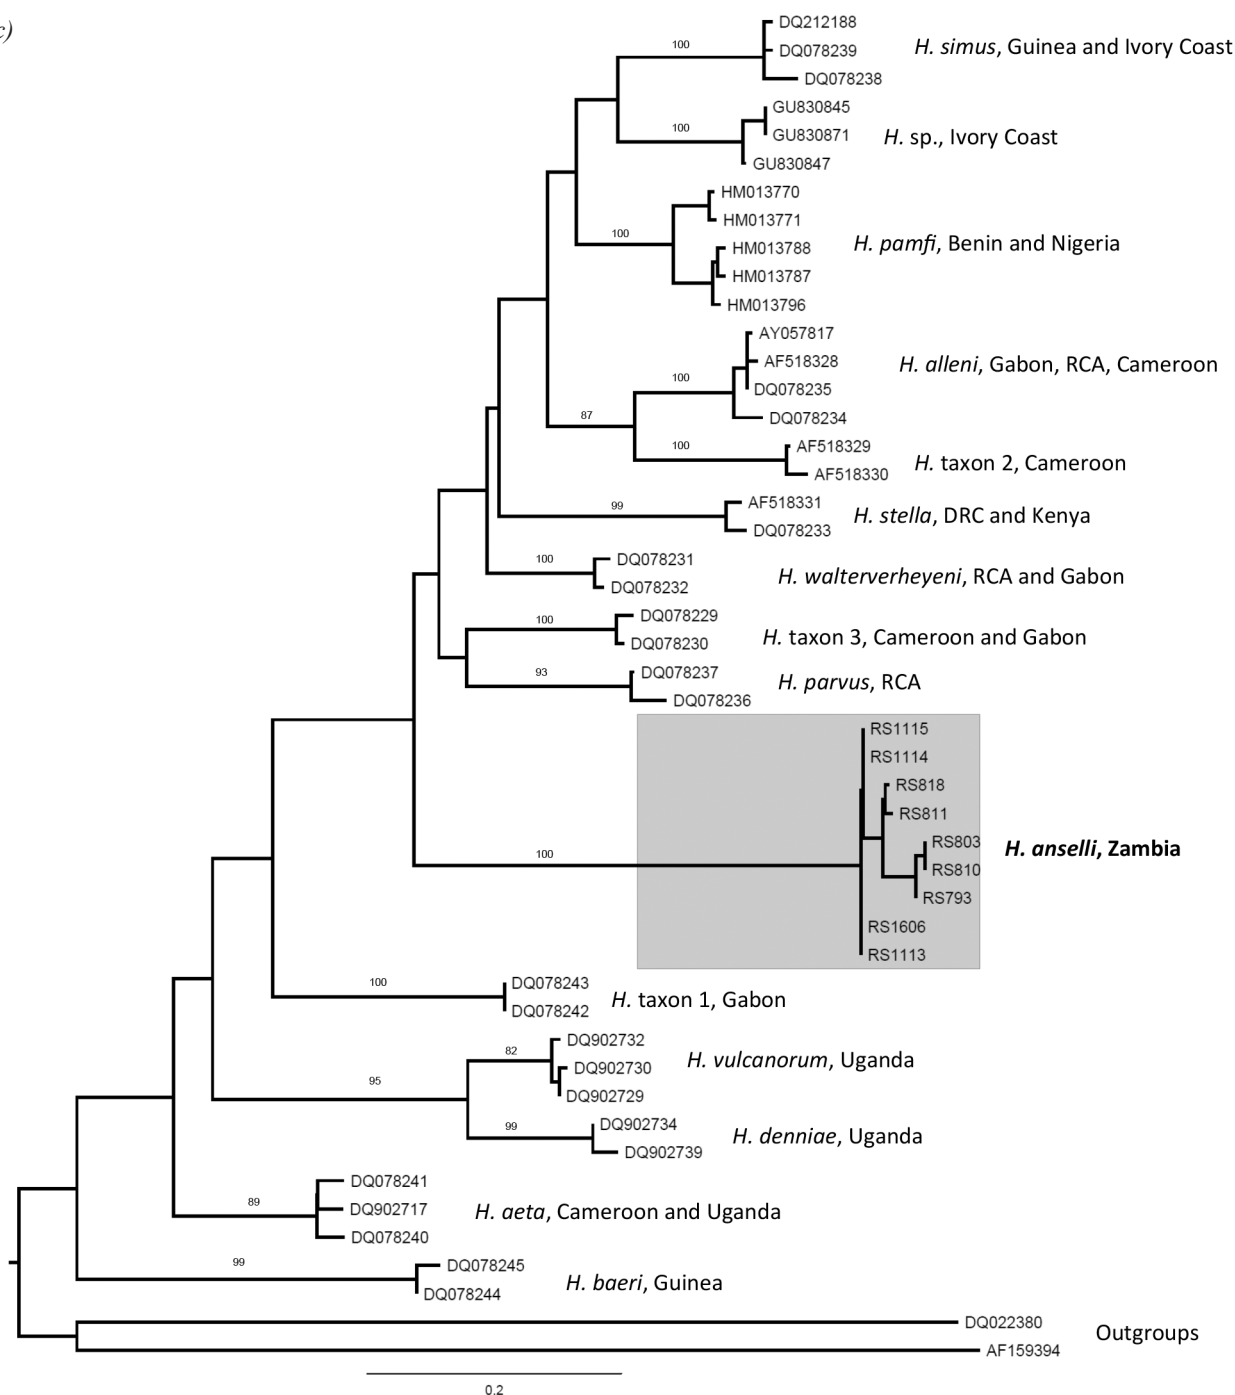 c)
DQ212188
100
DQ078239
H. simus, Guinea and Ivory Coast
DQ078238
GU830845
100
GU830871
H. sp., Ivory Coast
GU830847
HM013770
HM013771
100
HM013788
H. pamfi, Benin and Nigeria
HM013787
HM013796
AY057817
AF518328
H. alleni, Gabon, RCA, Cameroon
100
DQ078235
87
DQ078234
100
AF518329
H. taxon 2, Cameroon
AF518330
99
AF518331
H. stella, DRC and Kenya
DQ078233
100
DQ078231
H. walterverheyeni, RCA and Gabon
DQ078232
100
DQ078229
H. taxon 3, Cameroon and Gabon
DQ078230
93
DQ078237
H. parvus, RCA
DQ078236
RS1115
RS1114
RS818
RS811
RS803
100
H. anselli, Zambia
RS810
RS793
RS1606
RS1113
100
DQ078243
H. taxon 1, Gabon
DQ078242
DQ902732
82
DQ902730
H. vulcanorum, Uganda
95
DQ902729
99
DQ902734
H. denniae, Uganda
DQ902739
DQ078241
89
DQ902717
H. aeta, Cameroon and Uganda
DQ078240
99
DQ078245
H. baeri, Guinea
DQ078244
DQ022380
Outgroups
AF159394
0.2